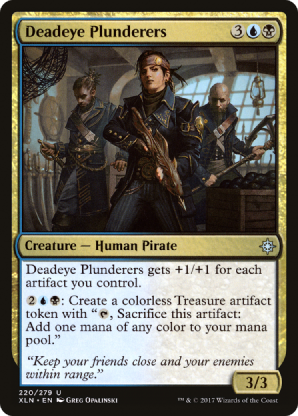 Deadeye Plunderers 3
Creature — Human Pirate
Deadeye Plunderers gets +1/+1 for each
artifact you control.
2: Create a colorless Treasure artifact
token with “, Sacrifice this artifact:
Add one mana of any color to your mana
pool.”
“Keep your friends close and your enemies
within range.”
220/279 U
XLN • EN Greg Opalinski
3/3
™ & © 2017 Wizards of the Coast